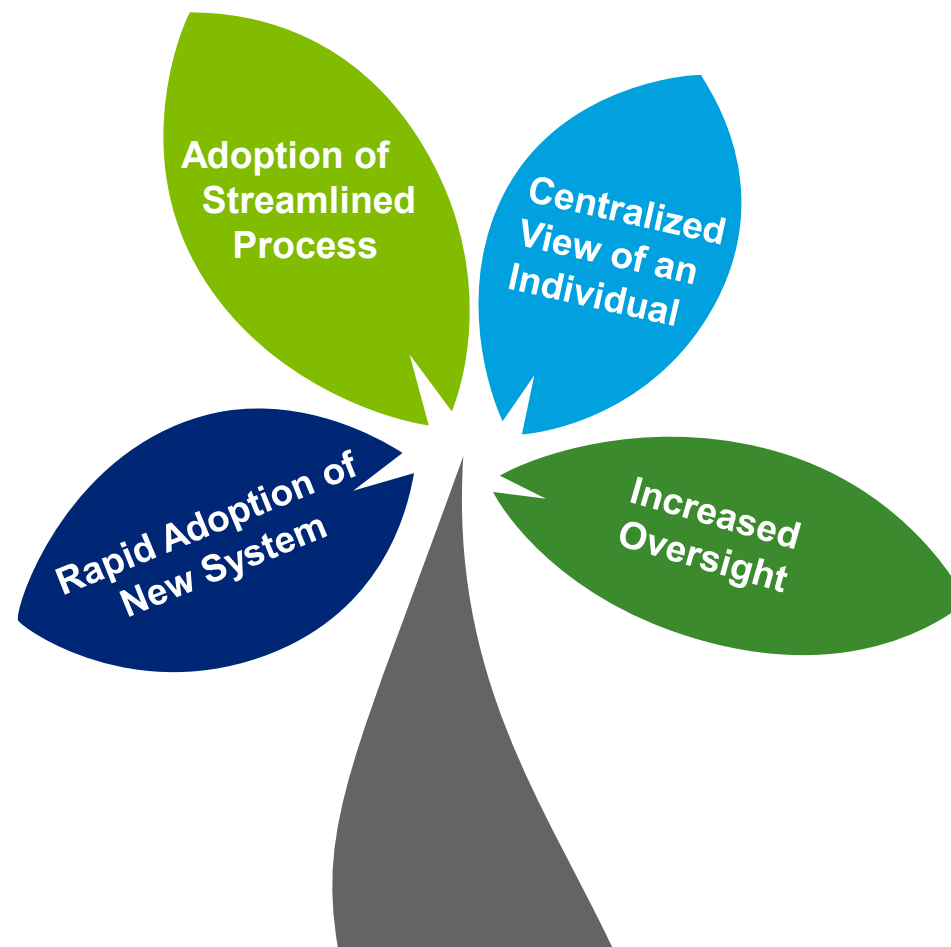 Adoption of
Streamlined
Process
Centralized
View of an
Individual
Rapid Adoption of
New System
Increased
Oversight